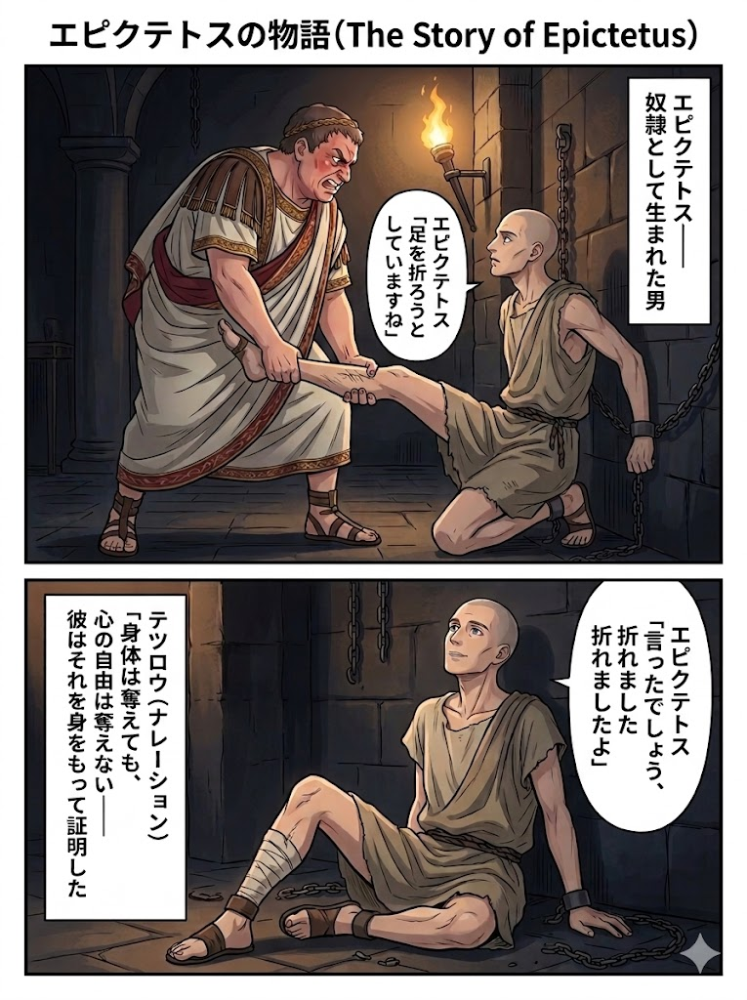 エピクテトスの物語(The Story of Epictetus)
エピクテトス――
奴隷として生まれた男
エピクテトス
「足を折ろうと
していますね」
エピクテトス
「言ったでしょう、
折れました
折れましたよ」
テツロウ(ナレーション)
「身体は奪えても、
心の自由は奪えない――
彼はそれを身をもって証明した